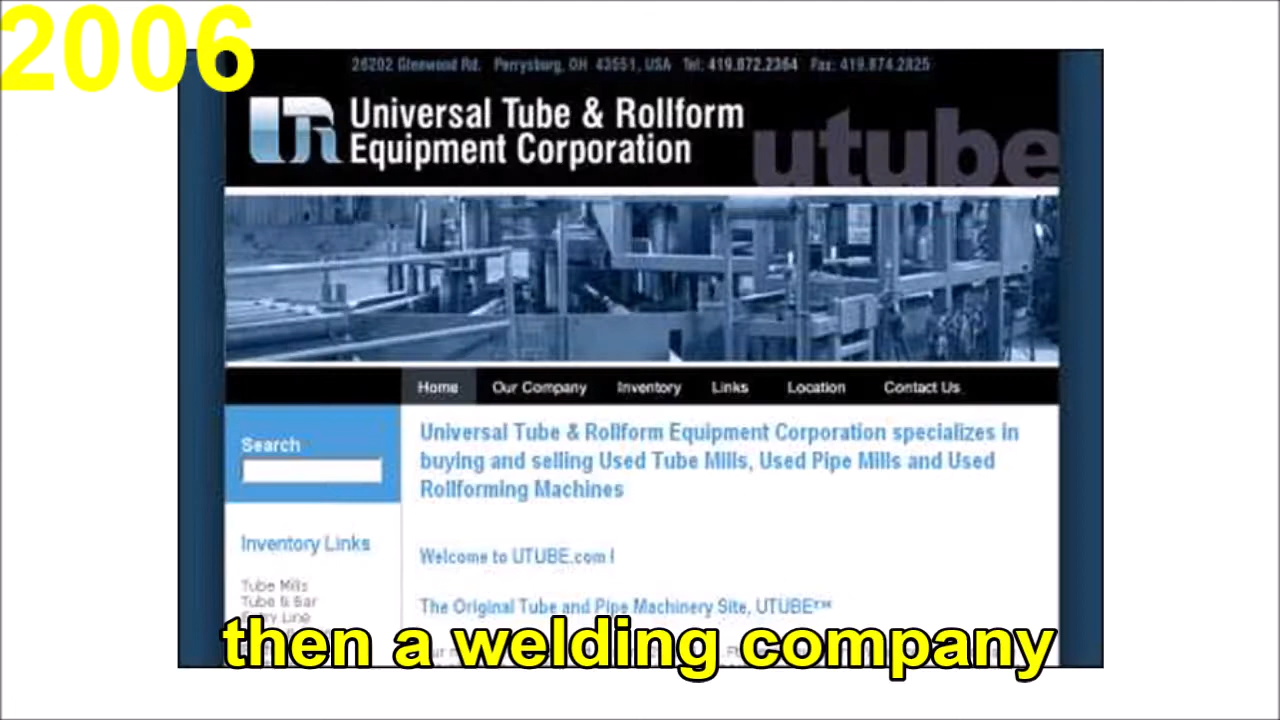 2006
26202 Glenwood Rd. Perrysburg, OH 43551, USA Tel: 419.872.2364 Fax: 419.874.2825
UTR
Universal Tube & Rollform
Equipment Corporation
utube
Home Our Company Inventory Links Location Contact Us
Search
Universal Tube & Rollform Equipment Corporation specializes in
buying and selling Used Tube Mills, Used Pipe Mills and Used
Rollforming Machines
Inventory Links
Welcome to UTUBE.com !
Tube Mills
Tube & Bar
Entry Line
The Original Tube and Pipe Machinery Site, UTUBE™
then a welding company